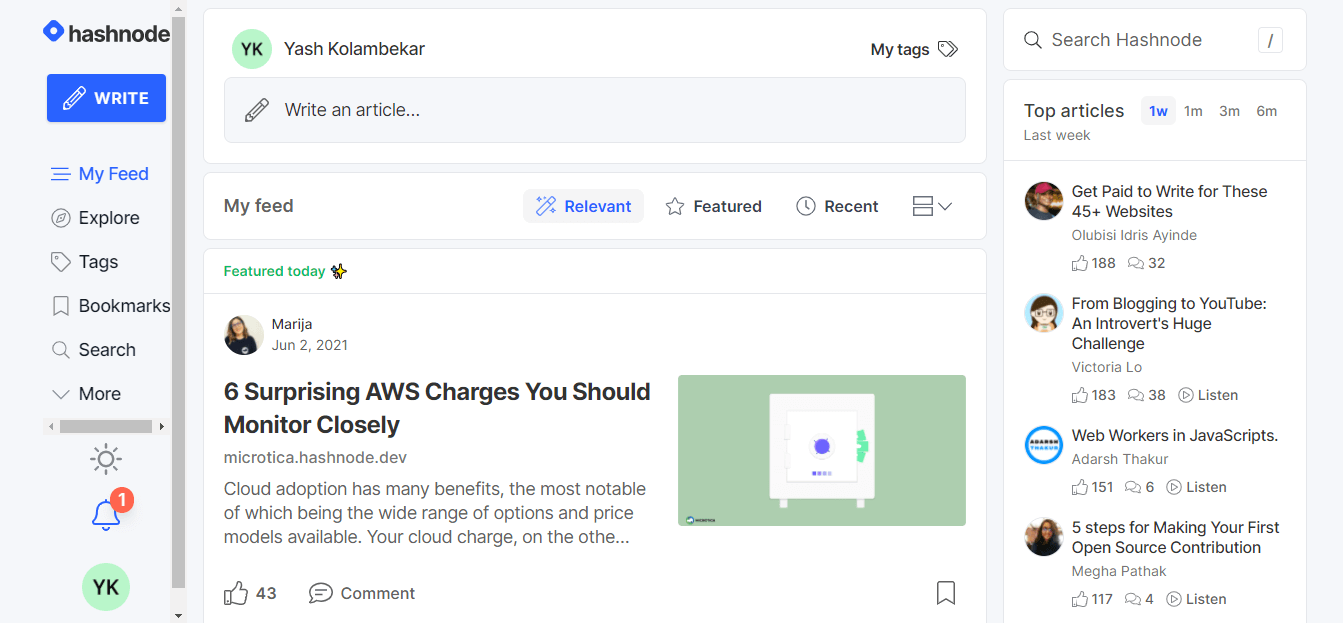 hashnode
WRITE
My Feed
Explore
Tags
Bookmarks
Search
More
1
YK
YK Yash Kolambekar
My tags
Write an article...
My feed
Relevant
Featured
Recent
Featured today
Marija
Jun 2, 2021
6 Surprising AWS Charges You Should
Monitor Closely
microtica.hashnode.dev
Cloud adoption has many benefits, the most notable
of which being the wide range of options and price
models available. Your cloud charge, on the othe...
MICROTICA
43 Comment
Search Hashnode /
Top articles 1w 1m 3m 6m
Last week
Get Paid to Write for These
45+ Websites
Olubisi Idris Ayinde
188 32
From Blogging to YouTube:
An Introvert's Huge
Challenge
Victoria Lo
183 38 Listen
ADARSH
THAKUR
Web Workers in JavaScripts.
Adarsh Thakur
151 6 Listen
5 steps for Making Your First
Open Source Contribution
Megha Pathak
117 4 Listen